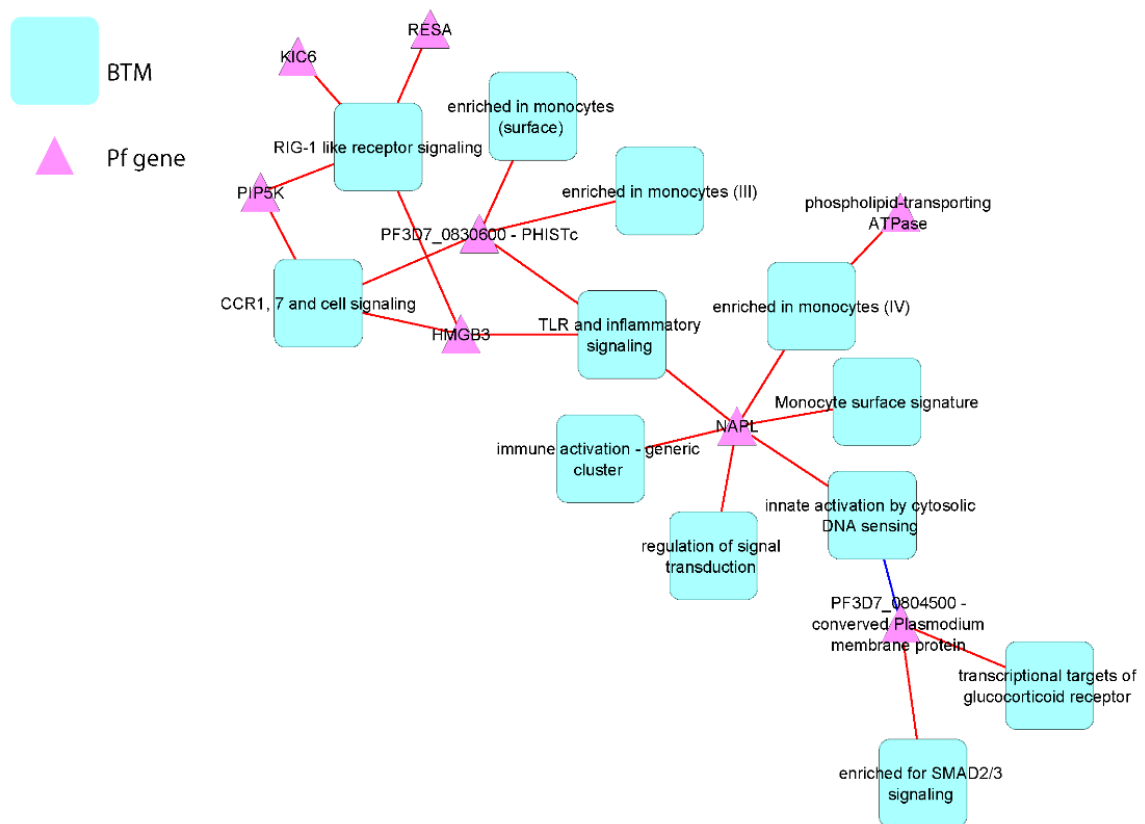 BTM
Pf gene
RESA
KIC6
RIG-1 like receptor signaling
enriched in monocytes
(surface)
PIP5K
enriched in monocytes (III)
PF3D7_0830600 - PHISTc
phospholipid-transporting
ATPase
CCR1, 7 and cell signaling
HMGB3
TLR and inflammatory
signaling
enriched in monocytes (IV)
Monocyte surface signature
NAPL
immune activation - generic
cluster
innate activation by cytosolic
DNA sensing
regulation of signal
transduction
PF3D7_0804500 -
converved Plasmodium
membrane protein
transcriptional targets of
glucocorticoid receptor
enriched for SMAD2/3
signaling